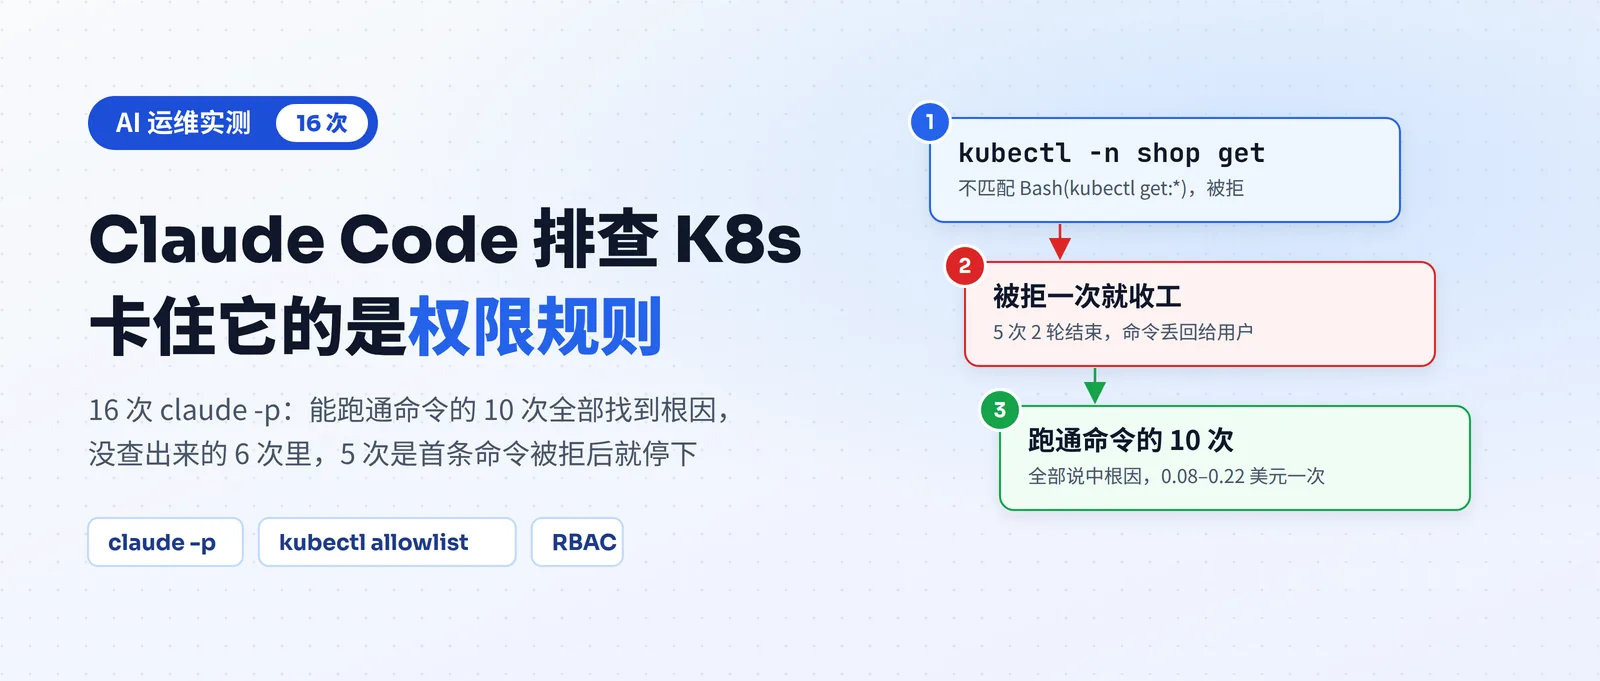 AI 运维实测 16 次
Claude Code 排查 K8s
卡住它的是权限规则
16 次 claude -p：能跑通命令的 10 次全部找到根因，
没查出来的 6 次里，5 次是首条命令被拒后就停下
claude -p
kubectl allowlist
RBAC
1
kubectl -n shop get
不匹配 Bash(kubectl get:*)，被拒
2
被拒一次就收工
5 次 2 轮结束，命令丢回给用户
3
跑通命令的 10 次
全部说中根因，0.08–0.22 美元一次